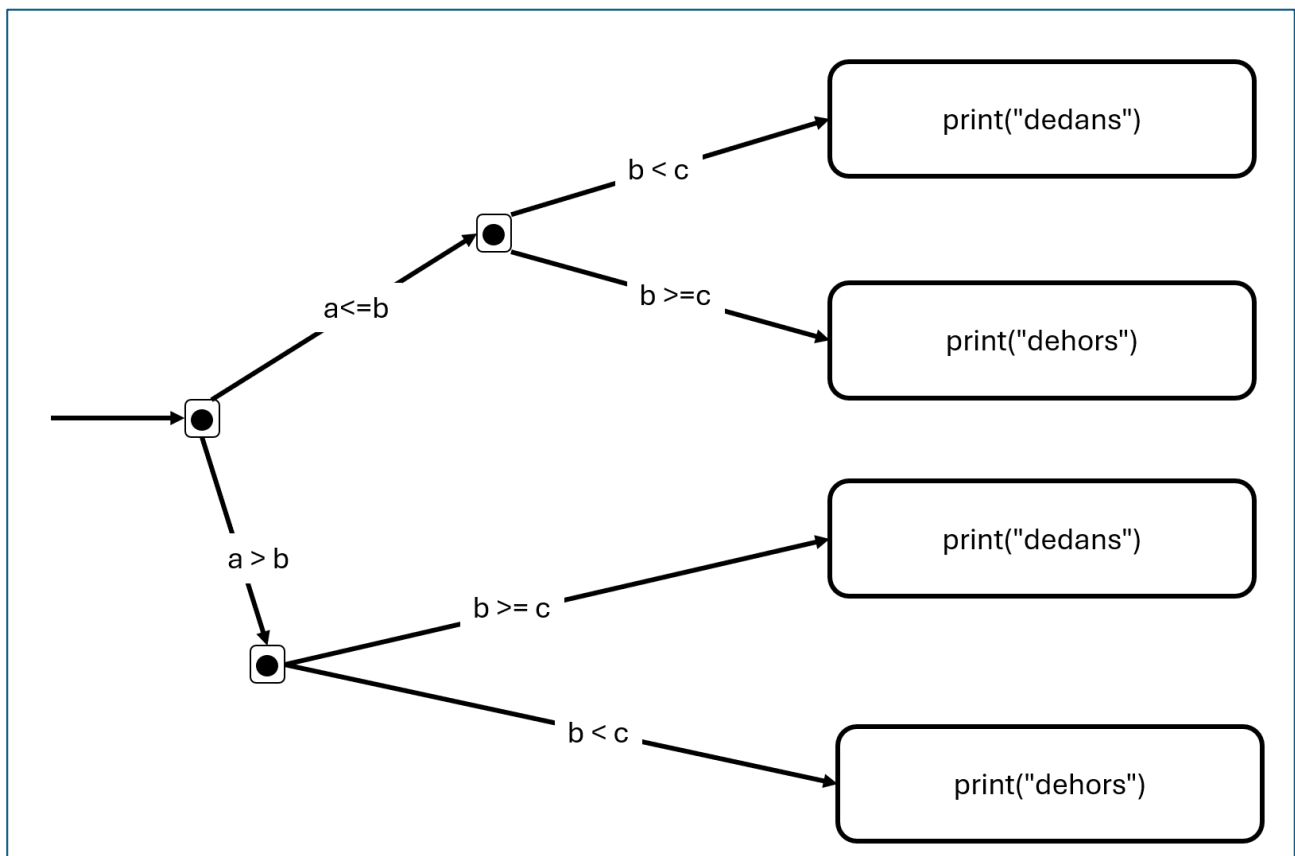 print("dedans")
b < c
a<=b
b >=c
print("dehors")
a > b
b >= c
print("dedans")
b < c
print("dehors")